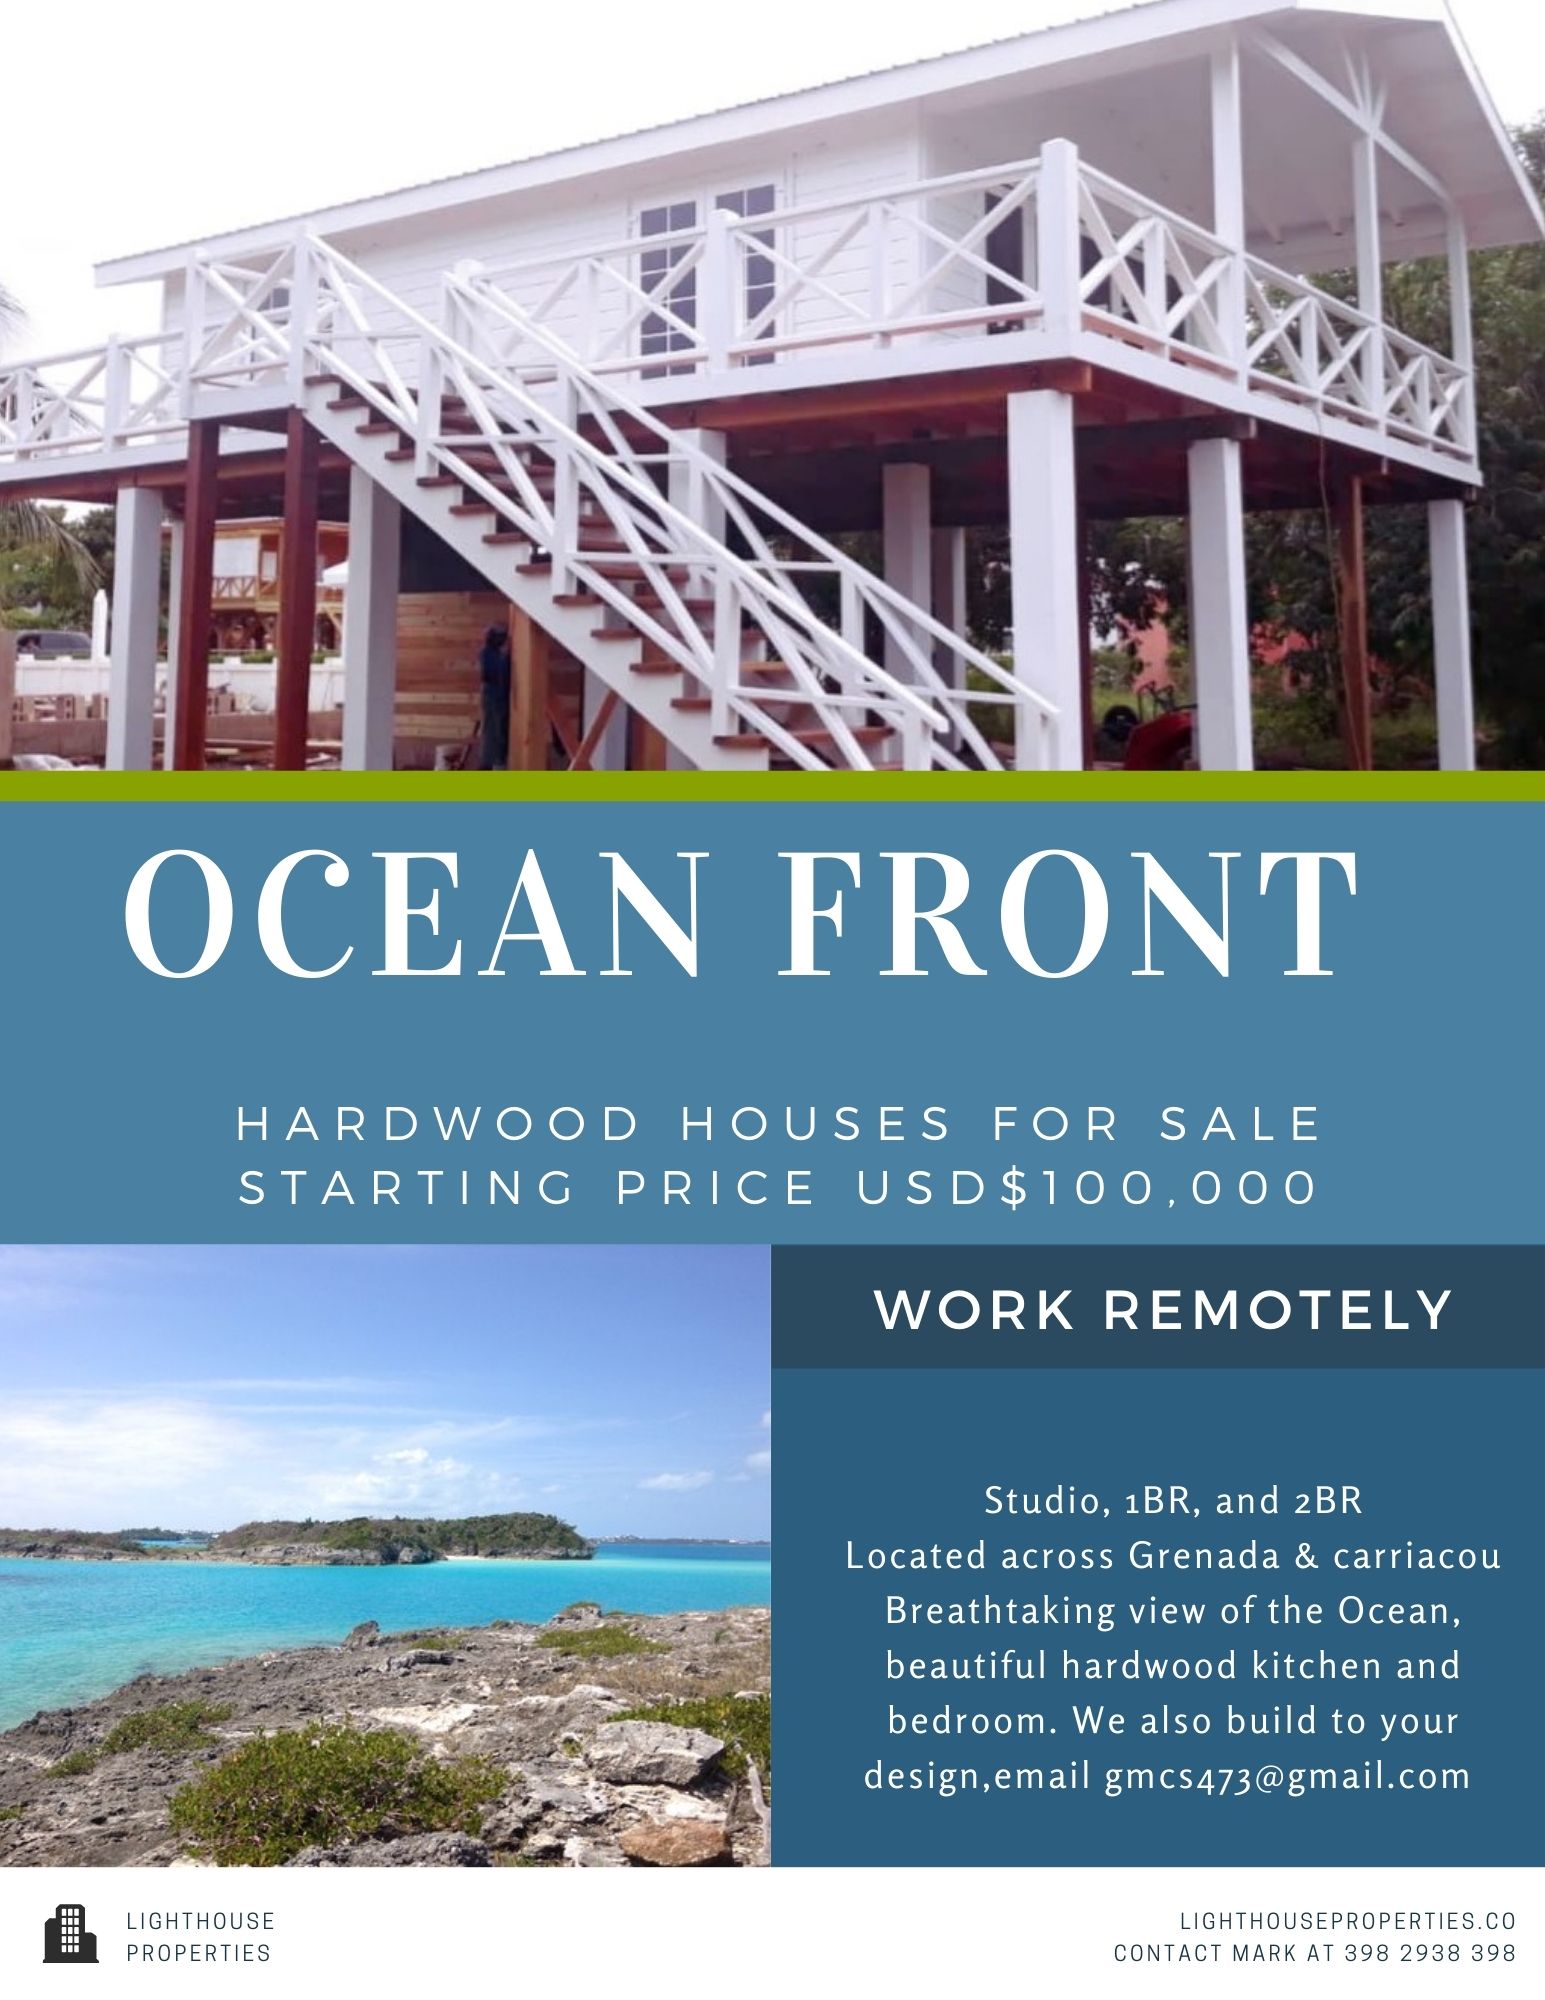 OCEAN FRONT
HARDWOOD HOUSES FOR SALE
STARTING PRICE USD$100,000
WORK REMOTELY
Studio, 1BR, and 2BR
Located across Grenada & carriacou
Breathtaking view of the Ocean,
beautiful hardwood kitchen and
bedroom. We also build to your
design,email gmcs473@gmail.com
LIGHTHOUSE
PROPERTIES
LIGHTHOUSEPROPERTIES.CO
CONTACT MARK AT 398 2938 398